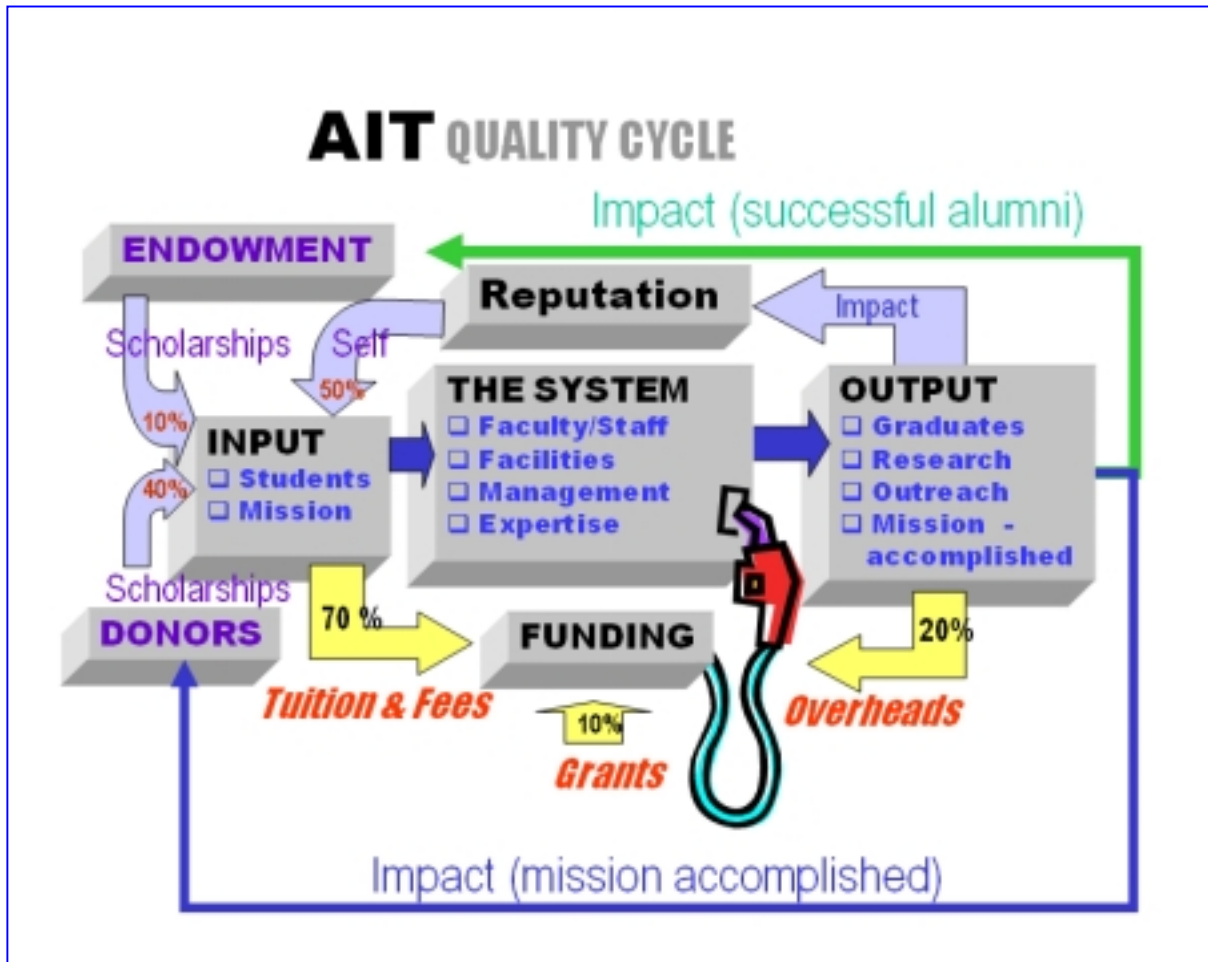 AIT QUALITY CYCLE
Impact (successful alumni)
ENDOWMENT
Reputation
Impact
Scholarships
Self
50%
10%
40%
INPUT
❑ Students
❑ Mission
THE SYSTEM
❑ Faculty/Staff
❑ Facilities
❑ Management
❑ Expertise
OUTPUT
❑ Graduates
❑ Research
❑ Outreach
❑ Mission -
accomplished
Scholarships
DONORS
70 %
FUNDING
20%
Tuition & Fees
10%
Grants
Overheads
Impact (mission accomplished)